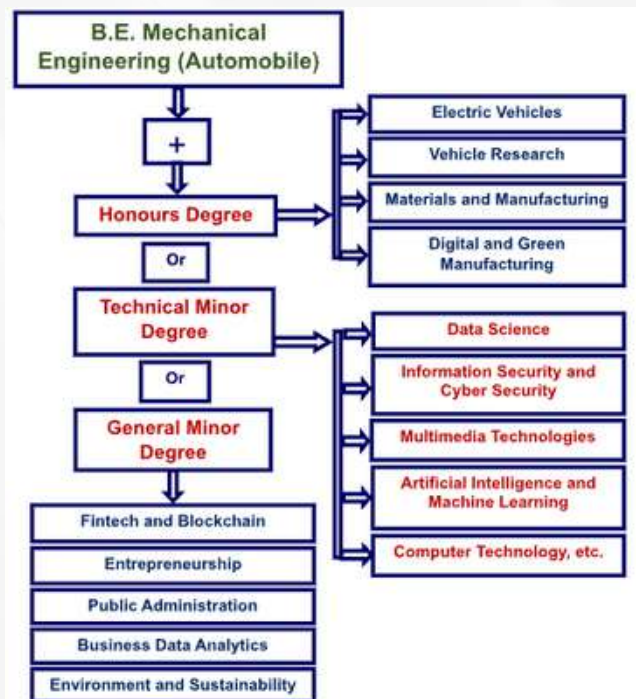 B.E. Mechanical
Engineering (Automobile)
+
Honours Degree
Electric Vehicles
Vehicle Research
Materials and Manufacturing
Digital and Green
Manufacturing
Or
Technical Minor
Degree
Data Science
Information Security and
Cyber Security
Multimedia Technologies
Artificial Intelligence and
Machine Learning
Computer Technology, etc.
Or
General Minor
Degree
Fintech and Blockchain
Entrepreneurship
Public Administration
Business Data Analytics
Environment and Sustainability